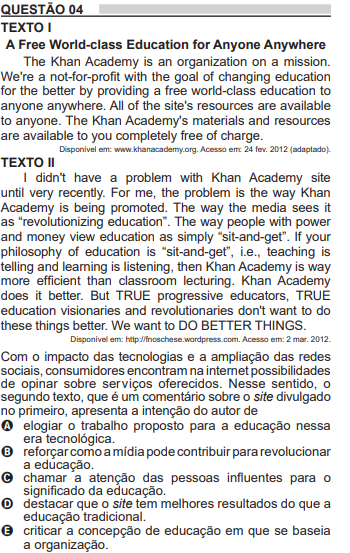 QUESTÃO 04
TEXTO I
A Free World-class Education for Anyone Anywhere
The Khan Academy is an organization on a mission.
We're a not-for-profit with the goal of changing education
for the better by providing a free world-class education to
anyone anywhere. All of the site's resources are available
to anyone. The Khan Academy's materials and resources
are available to you completely free of charge.
Disponível em: www.khanacademy.org. Acesso em: 24 fev. 2012 (adaptado).
TEXTO II
I didn't have a problem with Khan Academy site
until very recently. For me, the problem is the way Khan
Academy is being promoted. The way the media sees it
as “revolutionizing education”. The way people with power
and money view education as simply “sit-and-get”. If your
philosophy of education is “sit-and-get”, i.e., teaching is
telling and learning is listening, then Khan Academy is way
more efficient than classroom lecturing. Khan Academy
does it better. But TRUE progressive educators, TRUE
education visionaries and revolutionaries don't want to do
these things better. We want to DO BETTER THINGS.
Disponível em: http://fnoschese.wordpress.com. Acesso em: 2 mar. 2012.
Com o impacto das tecnologias e a ampliação das redes
sociais, consumidores encontram na internet possibilidades
de opinar sobre serviços oferecidos. Nesse sentido, o
segundo texto, que é um comentário sobre o site divulgado
no primeiro, apresenta a intenção do autor de
A elogiar o trabalho proposto para a educação nessa
era tecnológica.
B reforçar como a mídia pode contribuir para revolucionar
a educação.
C chamar a atenção das pessoas influentes para o
significado da educação.
D destacar que o site tem melhores resultados do que a
educação tradicional.
E criticar a concepção de educação em que se baseia
a organização.